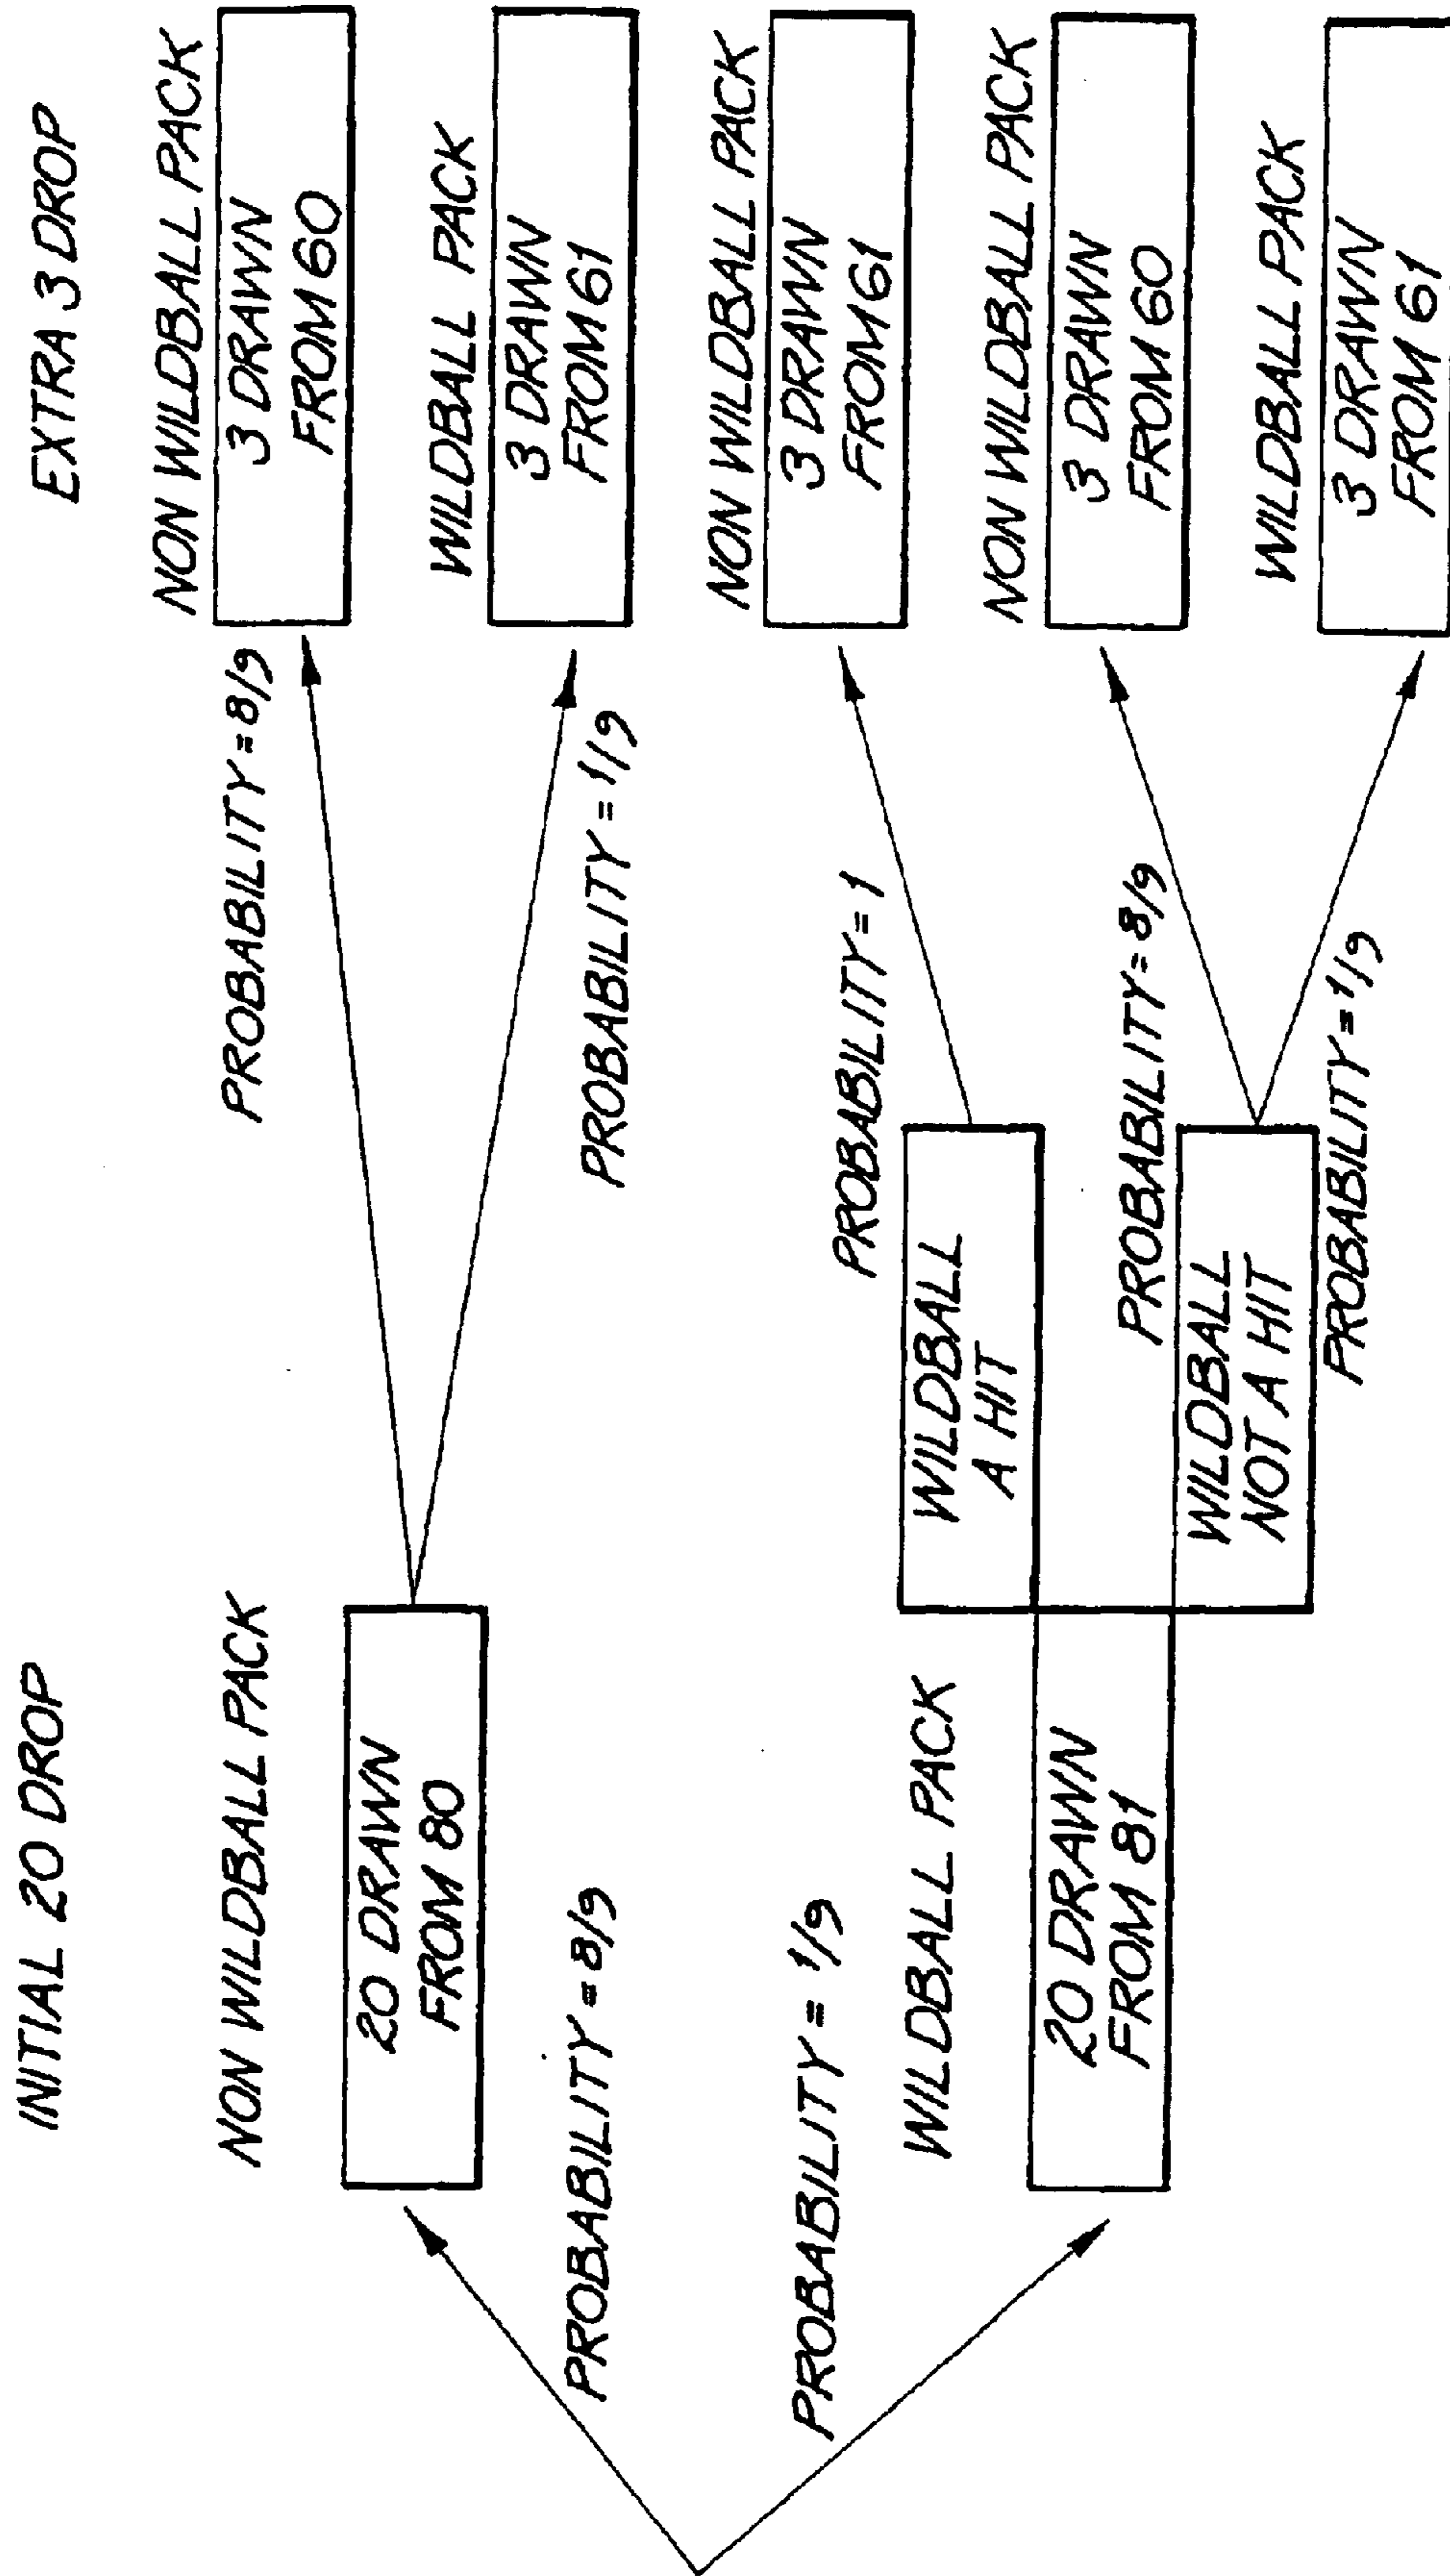 INITIAL 20 DROP
EXTRA 3 DROP
NON WILDBALL PACK
20 DRAWN
FROM 80
PROBABILITY = 8/9
PROBABILITY = 1/9
WILDBALL PACK
20 DRAWN
FROM 81
WILDBALL
A HIT
WILDBALL
NOT A HIT
PROBABILITY = 8/9
PROBABILITY = 1/9
PROBABILITY = 1
PROBABILITY = 8/9
PROBABILITY = 1/9
NON WILDBALL PACK
3 DRAWN
FROM 60
WILDBALL PACK
3 DRAWN
FROM 61
NON WILDBALL PACK
3 DRAWN
FROM 61
NON WILDBALL PACK
3 DRAWN
FROM 60
WILDBALL PACK
3 DRAWN
FROM 61